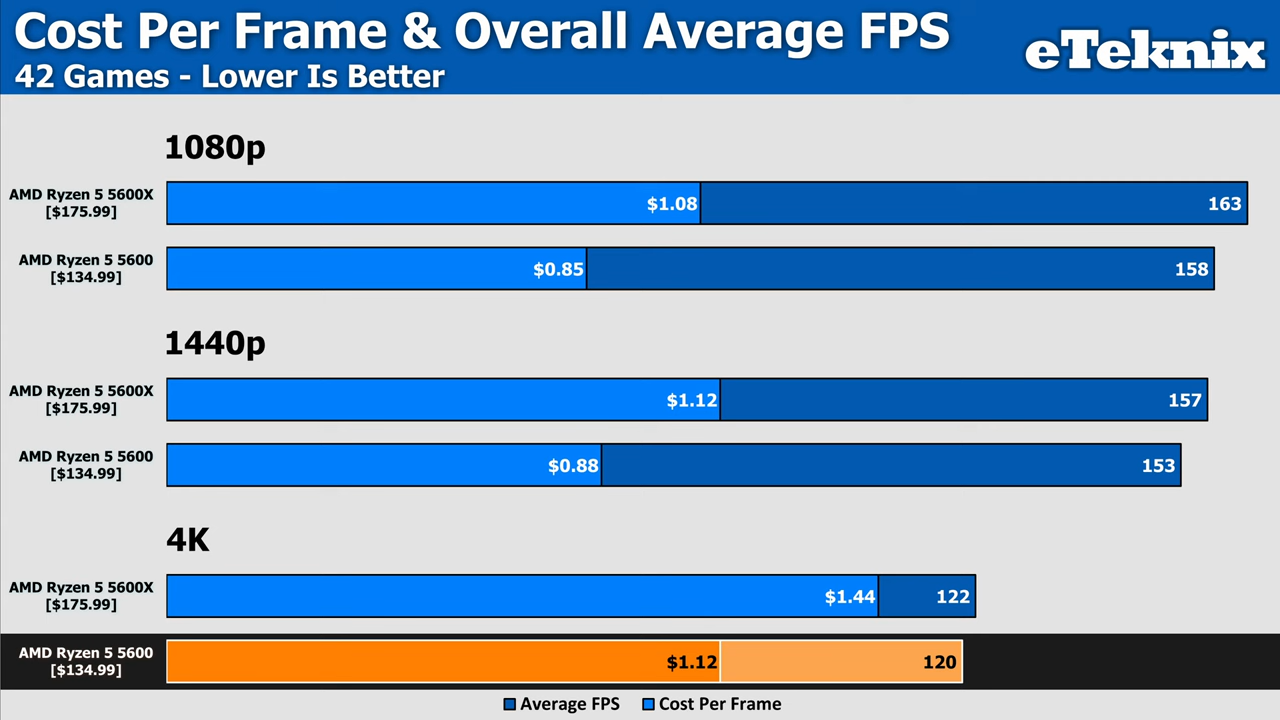 Cost Per Frame & Overall Average FPS
42 Games - Lower Is Better
eTeknix
1080p
AMD Ryzen 5 5600X
[$175.99]
$1.08
163
AMD Ryzen 5 5600
[$134.99]
$0.85
158
1440p
AMD Ryzen 5 5600X
[$175.99]
$1.12
157
AMD Ryzen 5 5600
[$134.99]
$0.88
153
4K
AMD Ryzen 5 5600X
[$175.99]
$1.44
122
AMD Ryzen 5 5600
[$134.99]
$1.12
120
Average FPS
Cost Per Frame